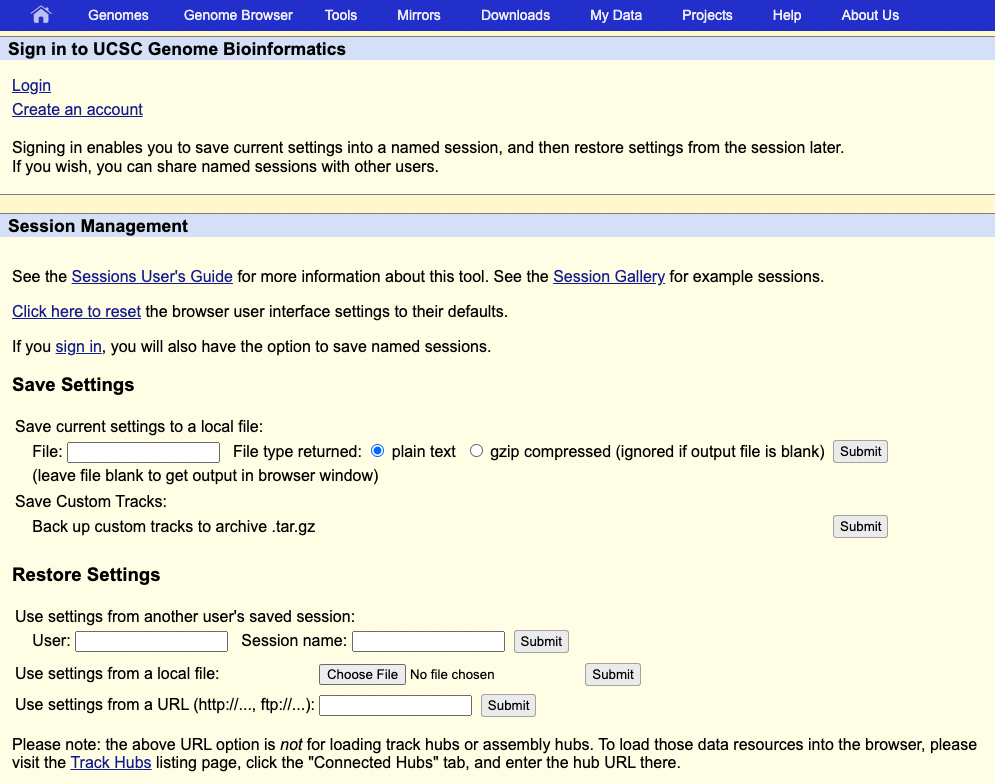 Genomes Genome Browser Tools Mirrors Downloads My Data Projects Help About Us
Sign in to UCSC Genome Bioinformatics
Login
Create an account
Signing in enables you to save current settings into a named session, and then restore settings from the session later.
If you wish, you can share named sessions with other users.
Session Management
See the Sessions User's Guide for more information about this tool. See the Session Gallery for example sessions.
Click here to reset the browser user interface settings to their defaults.
If you sign in, you will also have the option to save named sessions.
Save Settings
Save current settings to a local file:
File: File type returned: plain text gzip compressed (ignored if output file is blank) Submit
(leave file blank to get output in browser window)
Save Custom Tracks:
Back up custom tracks to archive .tar.gz Submit
Restore Settings
Use settings from another user's saved session:
User: Session name: Submit
Use settings from a local file: Choose File No file chosen Submit
Use settings from a URL (http://..., ftp://...): Submit
Please note: the above URL option is not for loading track hubs or assembly hubs. To load those data resources into the browser, please
visit the Track Hubs listing page, click the "Connected Hubs" tab, and enter the hub URL there.